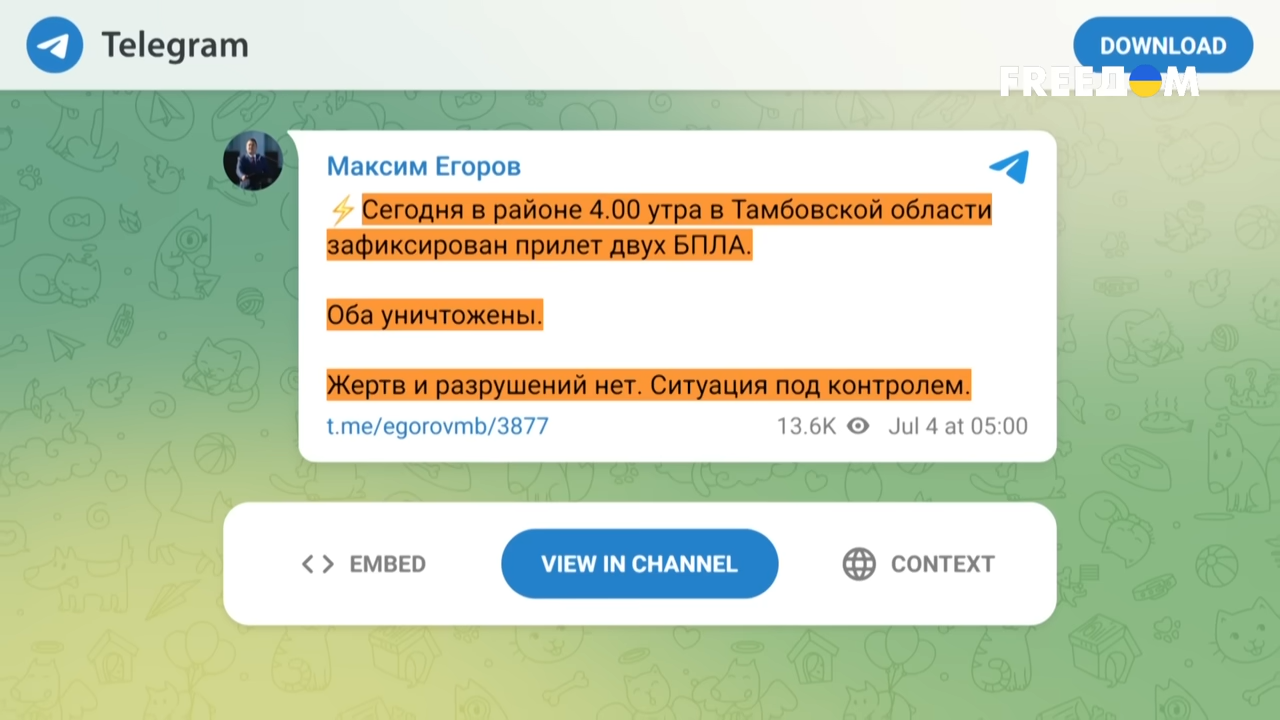 Telegram
DOWNLOAD
FREEДOM
Максим Егоров
⚡Сегодня в районе 4.00 утра в Тамбовской области
зафиксирован прилет двух БПЛА.
Оба уничтожены.
Жертв и разрушений нет. Ситуация под контролем.
t.me/egorovmb/3877
13.6K Jul 4 at 05:00
EMBED
VIEW IN CHANNEL
CONTEXT